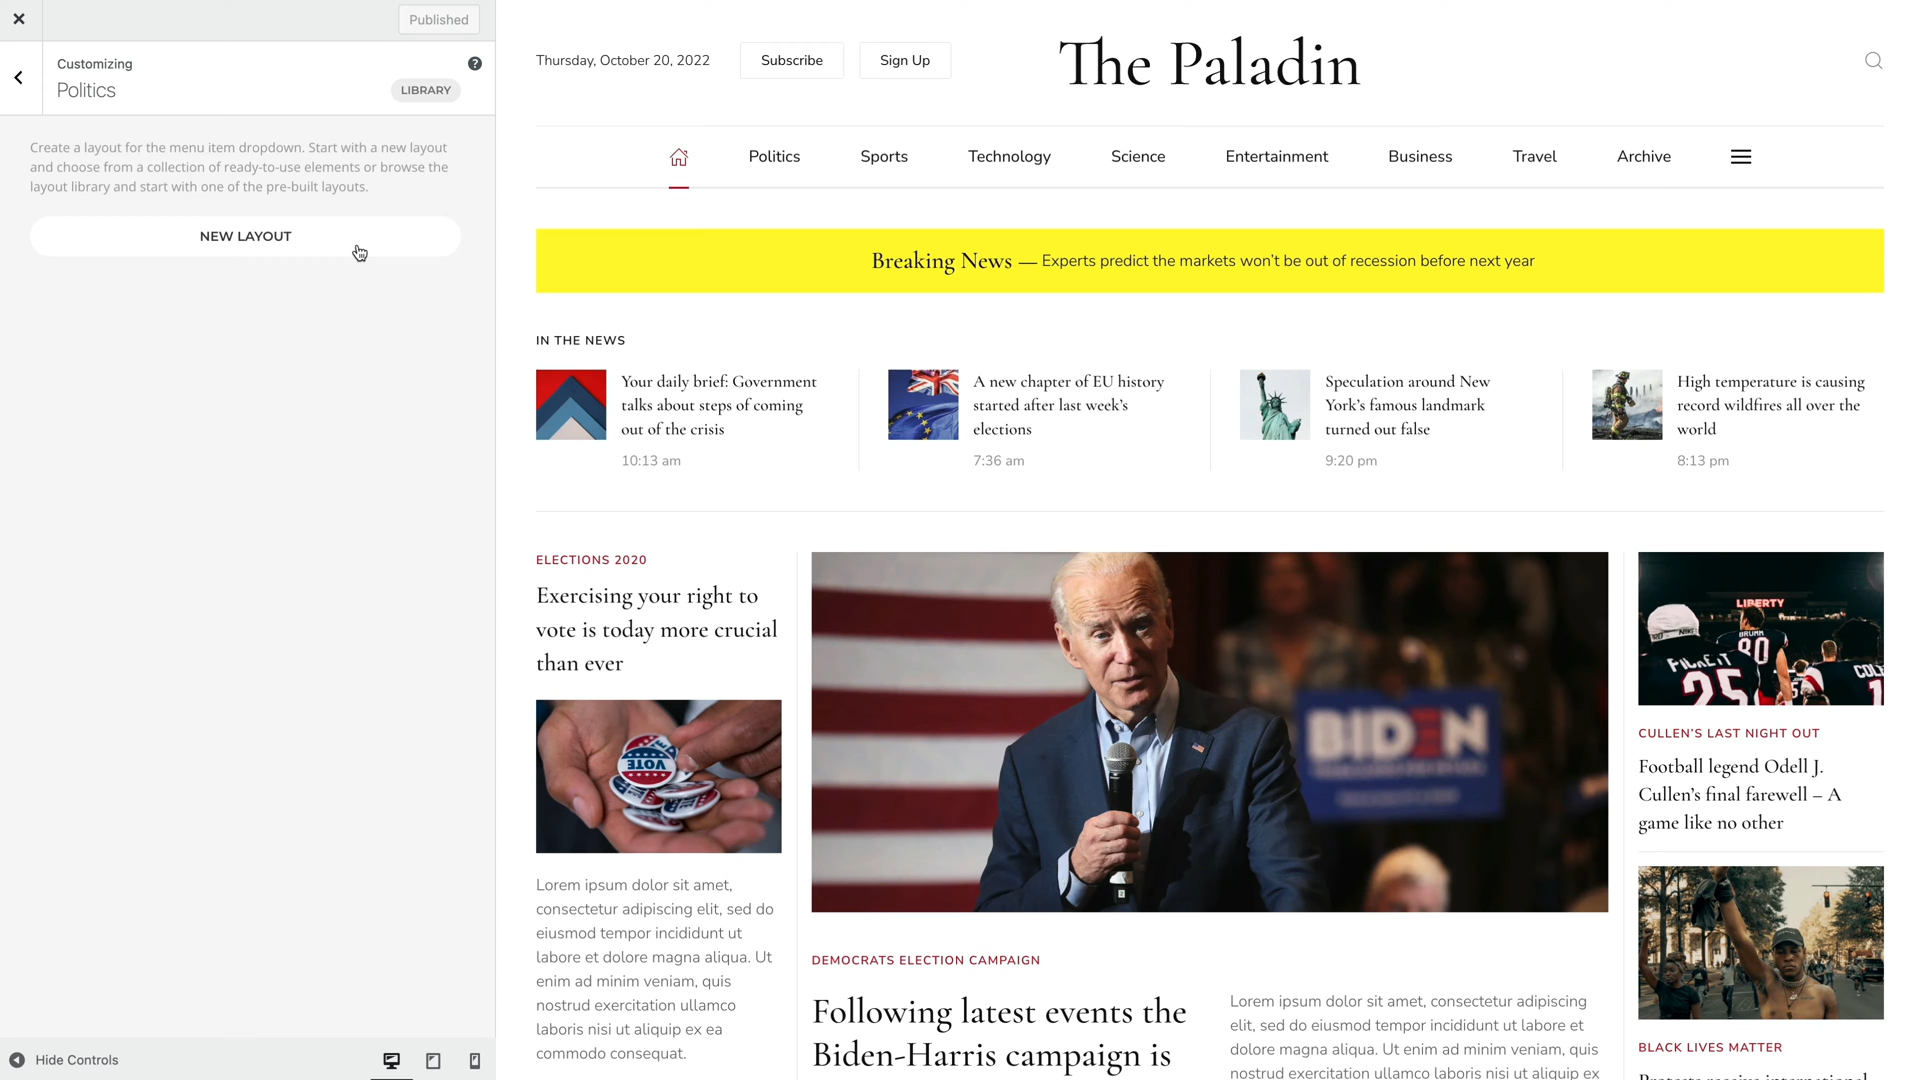 Published
Customizing
Politics
LIBRARY
Create a layout for the menu item dropdown. Start with a new layout
and choose from a collection of ready-to-use elements or browse the
layout library and start with one of the pre-built layouts.
NEW LAYOUT
Hide Controls
Thursday, October 20, 2022
Subscribe
Sign Up
The Paladin
Politics
Sports
Technology
Science
Entertainment
Business
Travel
Archive
Breaking News — Experts predict the markets won't be out of recession before next year
IN THE NEWS
Your daily brief: Government
talks about steps of coming
out of the crisis
10:13 am
A new chapter of EU history
started after last week's
elections
7:36 am
Speculation around New
York's famous landmark
turned out false
9:20 pm
High temperature is causing
record wildfires all over the
world
8:13 pm
ELECTIONS 2020
Exercising your right to
vote is today more crucial
than ever
VOTE
Lorem ipsum dolor sit amet,
consectetur adipiscing elit, sed do
eiusmod tempor incididunt ut
labore et dolore magna aliqua. Ut
enim ad minim veniam, quis
nostrud exercitation ullamco
laboris nisi ut aliquip ex ea
commodo consequat.
BIDEN
DEMOCRATS ELECTION CAMPAIGN
Following latest events the
Biden-Harris campaign is
Lorem ipsum dolor sit amet, consectetur adipiscing
elit, sed do eiusmod tempor incididunt ut labore et
dolore magna aliqua. Ut enim ad minim veniam, quis
nostrud exercitation ullamco laboris nisi ut aliquip ex
LIBERTY
BRUMM
80
25
CULLEN'S LAST NIGHT OUT
Football legend Odell J.
Cullen's final farewell – A
game like no other
BLACK LIVES MATTER